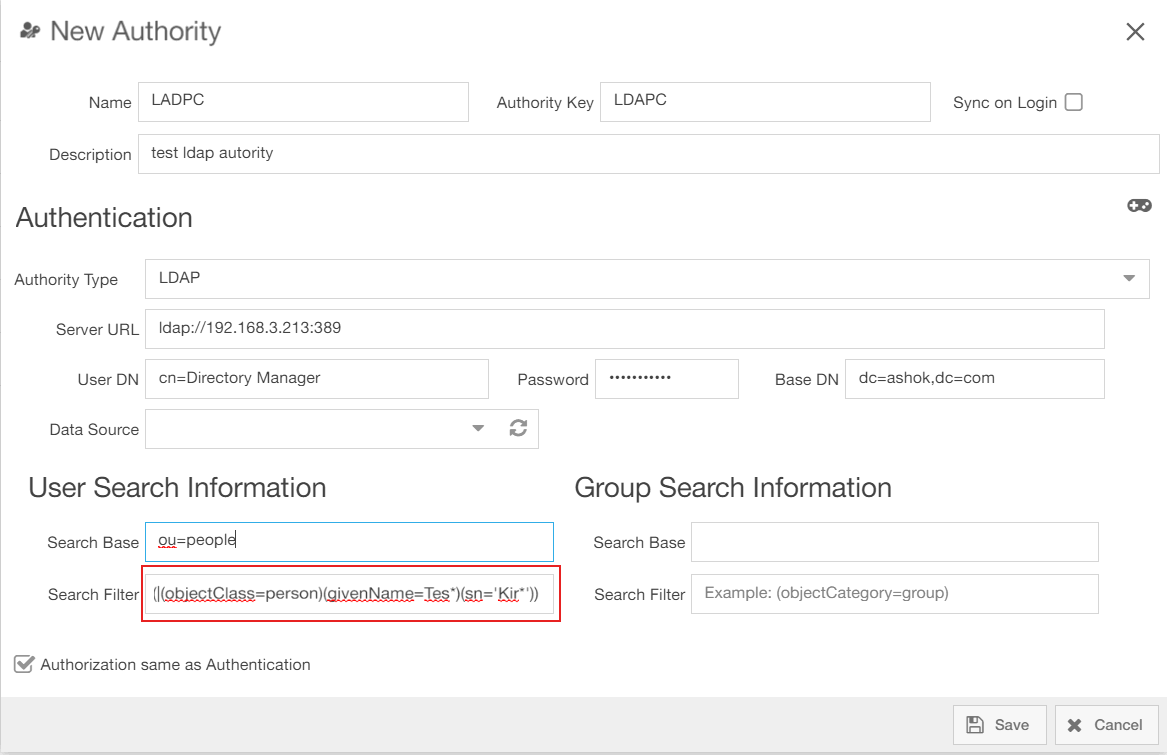 New Authority
Name LADPC Authority Key LDAPC Sync on Login
Description test ldap autority
Authentication
Authority Type LDAP
Server URL ldap://192.168.3.213:389
User DN cn=Directory Manager Password ••••••••••• Base DN dc=ashok,dc=com
Data Source
User Search Information Group Search Information
Search Base ou=people Search Base
Search Filter (|(objectClass=person)(givenName=Tes*)(sn='Kir*')) Search Filter Example: (objectCategory=group)
Authorization same as Authentication
Save Cancel